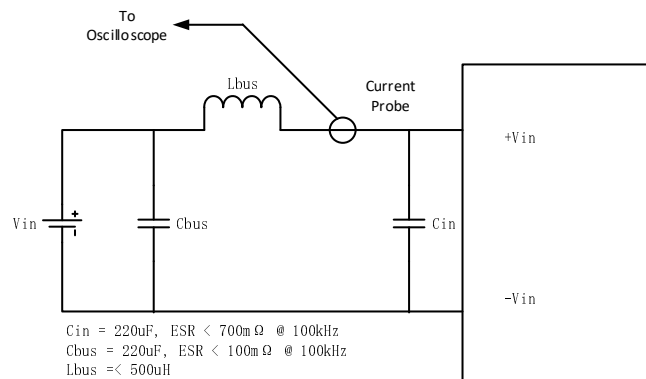 To
Oscilloscope
Lbus
Current
Probe
+Vin
Vin
+
-
Cbus
Cin
-Vin
Cin = 220uF, ESR < 700mΩ @ 100kHz
Cbus = 220uF, ESR < 100mΩ @ 100kHz
Lbus =< 500uH